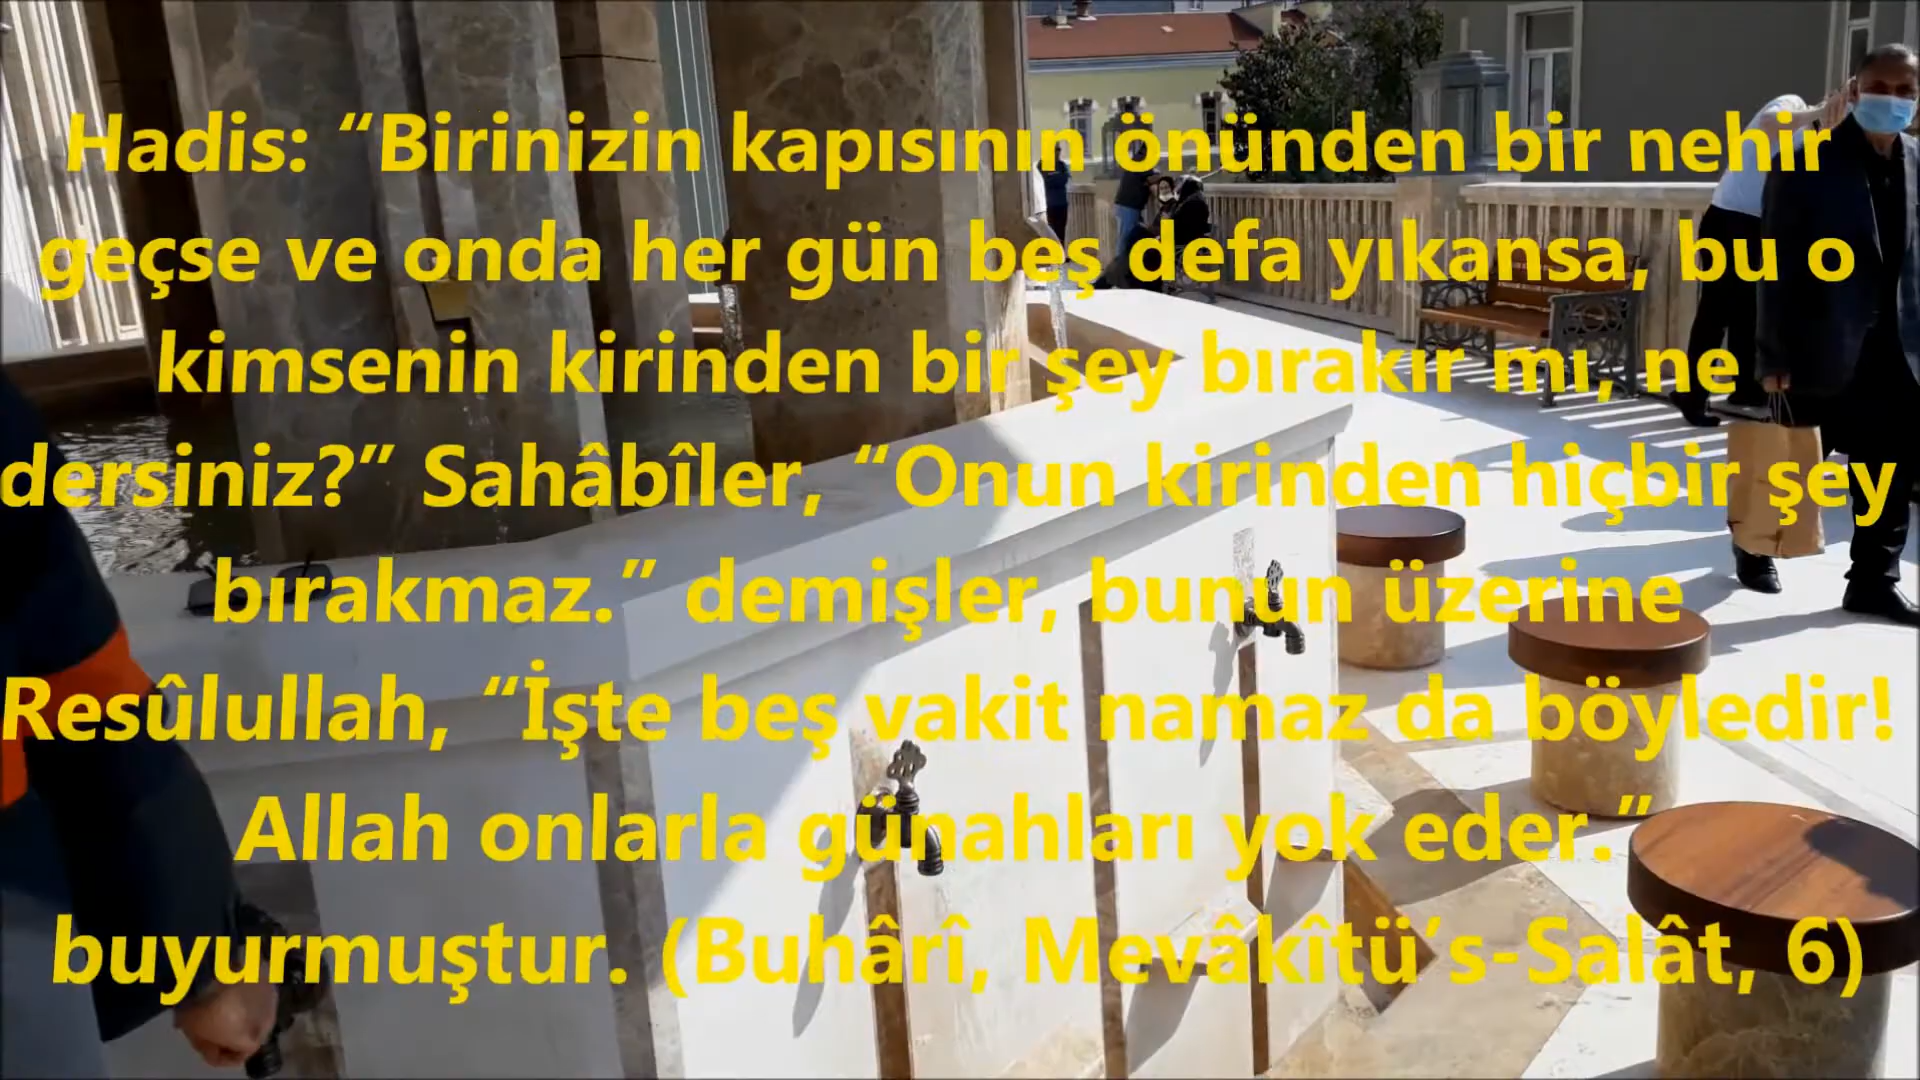 Hadis: “Birinizin kapısının önünden bir nehir
geçse ve onda her gün beş defa yıkansa, bu o
kimsenin kirinden bir şey bırakır mı, ne
dersiniz?” Sahâbîler, “Onun kirinden hiçbir şey
bırakmaz.” demişler, bunun üzerine
Resûlullah, “İşte beş vakit namaz da böyledir!
Allah onlarla günahları yok eder.”
buyurmuştur. (Buhârî, Mevâkîtü’s-Salât, 6)